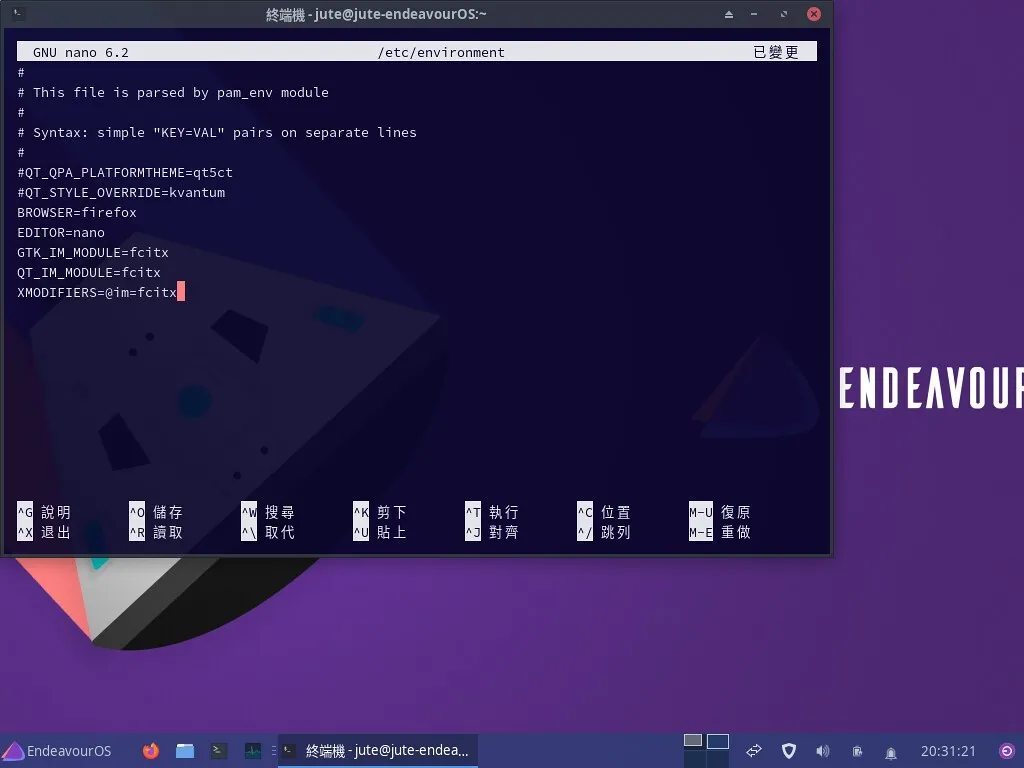 終端機 - jute@jute-endeavourOS:~
GNU nano 6.2 /etc/environment 已變更
#
# This file is parsed by pam_env module
#
# Syntax: simple "KEY=VAL" pairs on separate lines
#
#QT_QPA_PLATFORMTHEME=qt5ct
#QT_STYLE_OVERRIDE=kvantum
BROWSER=firefox
EDITOR=nano
GTK_IM_MODULE=fcitx
QT_IM_MODULE=fcitx
XMODIFIERS=@im=fcitx
^G 說明 ^O 儲存 ^W 搜尋 ^K 剪下 ^T 執行 ^C 位置 M-U 復原
^X 退出 ^R 讀取 ^\ 取代 ^U 貼上 ^J 對齊 ^/ 跳列 M-E 重做
ENDEAVOUR
EndeavourOS 終端機 - jute@jute-endea... 20:31:21